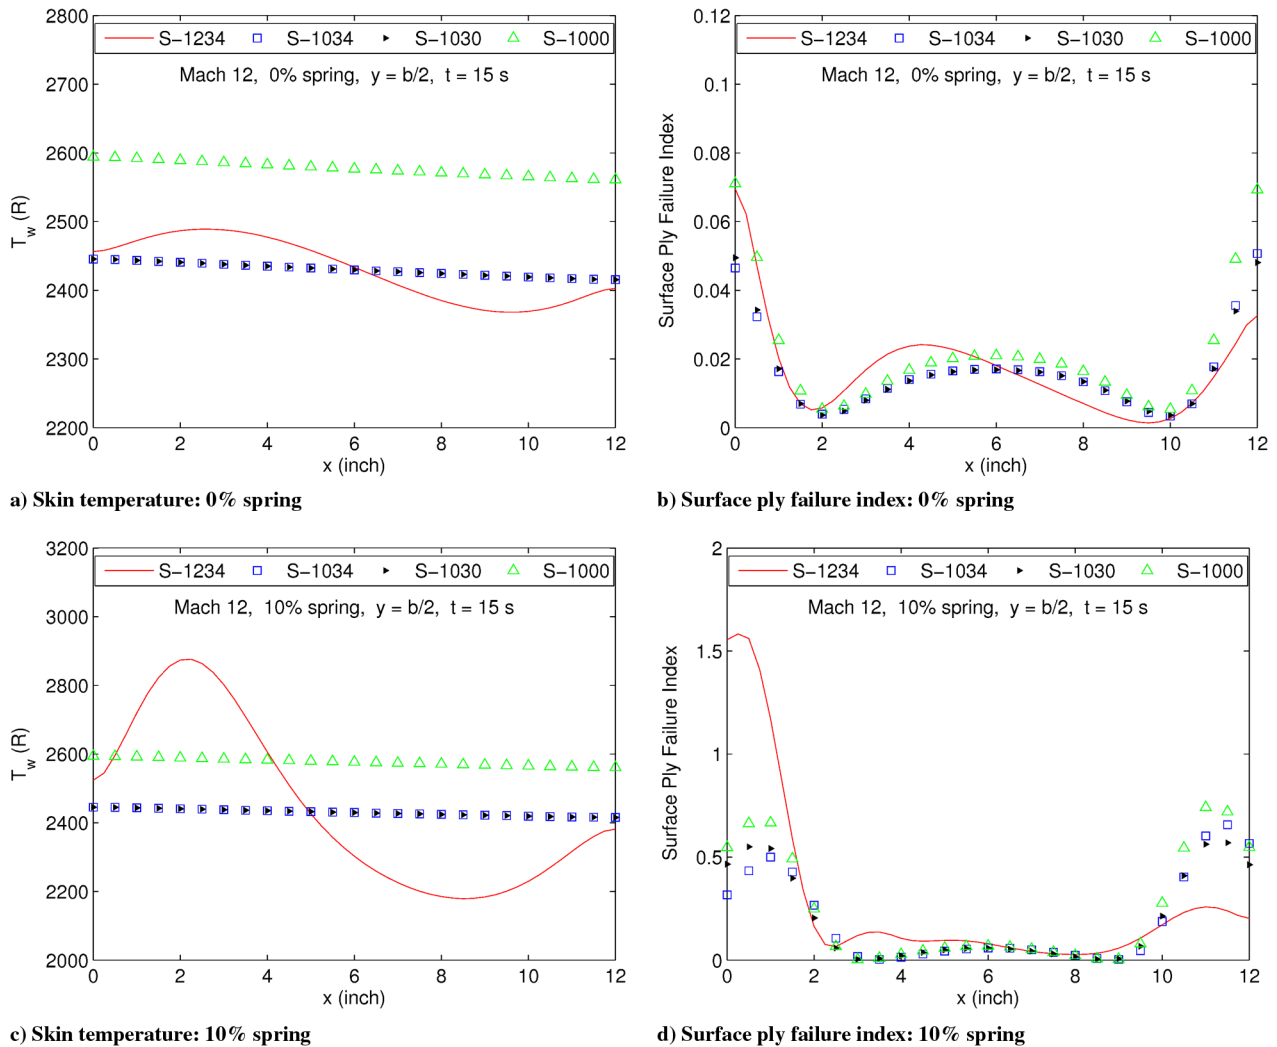 2800
2700
2600
2500
2400
2300
2200
T_w (R)
S-1234 S-1034 S-1030 S-1000
Mach 12, 0% spring, y = b/2, t = 15 s
0 2 4 6 8 10 12
x (inch)
a) Skin temperature: 0% spring
0.12
0.1
0.08
0.06
0.04
0.02
0
Surface Ply Failure Index
S-1234 S-1034 S-1030 S-1000
Mach 12, 0% spring, y = b/2, t = 15 s
0 2 4 6 8 10 12
x (inch)
b) Surface ply failure index: 0% spring
3200
3000
2800
2600
2400
2200
2000
T_w (R)
S-1234 S-1034 S-1030 S-1000
Mach 12, 10% spring, y = b/2, t = 15 s
0 2 4 6 8 10 12
x (inch)
c) Skin temperature: 10% spring
2
1.5
1
0.5
0
Surface Ply Failure Index
S-1234 S-1034 S-1030 S-1000
Mach 12, 10% spring, y = b/2, t = 15 s
0 2 4 6 8 10 12
x (inch)
d) Surface ply failure index: 10% spring